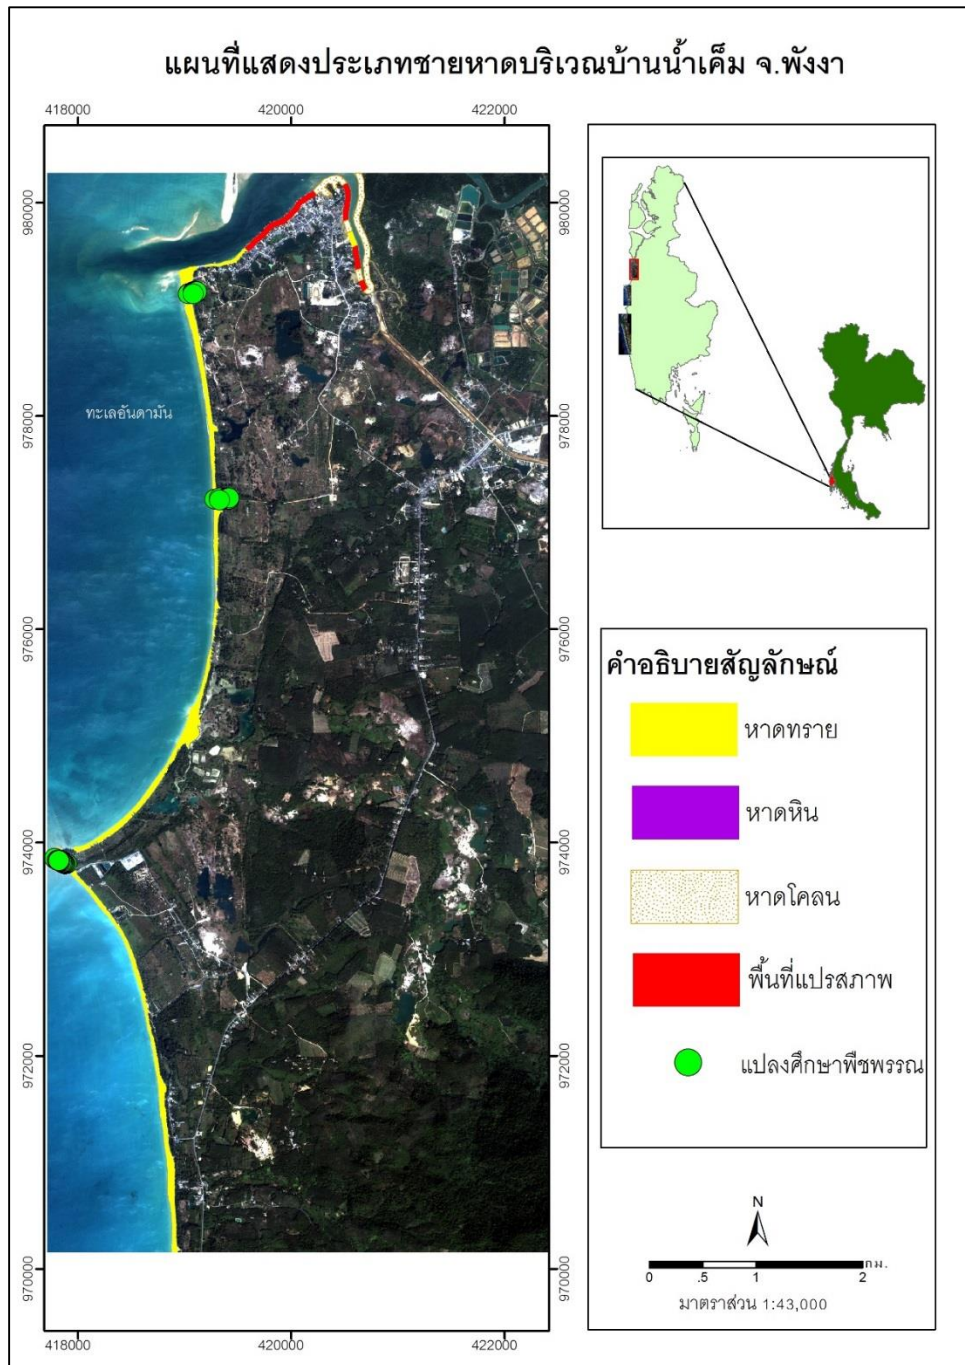 แผนที่แสดงประเภทชายหาดบริเวณบ้านน้ำเค็ม จ.พังงา
418000 420000 422000
980000 980000
978000 978000
976000 976000
974000 974000
972000 972000
970000 970000
ทะเลอันดามัน
418000 420000 422000
คำอธิบายสัญลักษณ์
หาดทราย
หาดหิน
หาดโคลน
พื้นที่แปรสภาพ
แปลงศึกษาพืชพรรณ
N
กม.
0 .5 1 2
มาตราส่วน 1:43,000